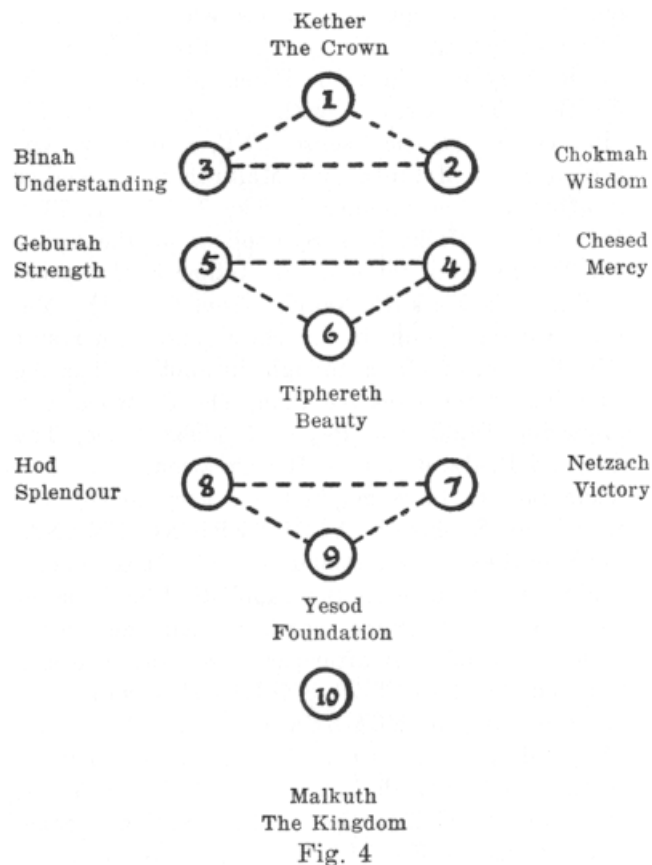 Kether
The Crown
1
Binah
Understanding
3
2
Chokmah
Wisdom
Geburah
Strength
5
4
Chesed
Mercy
6
Tiphereth
Beauty
Hod
Splendour
8
7
Netzach
Victory
9
Yesod
Foundation
10
Malkuth
The Kingdom
Fig. 4